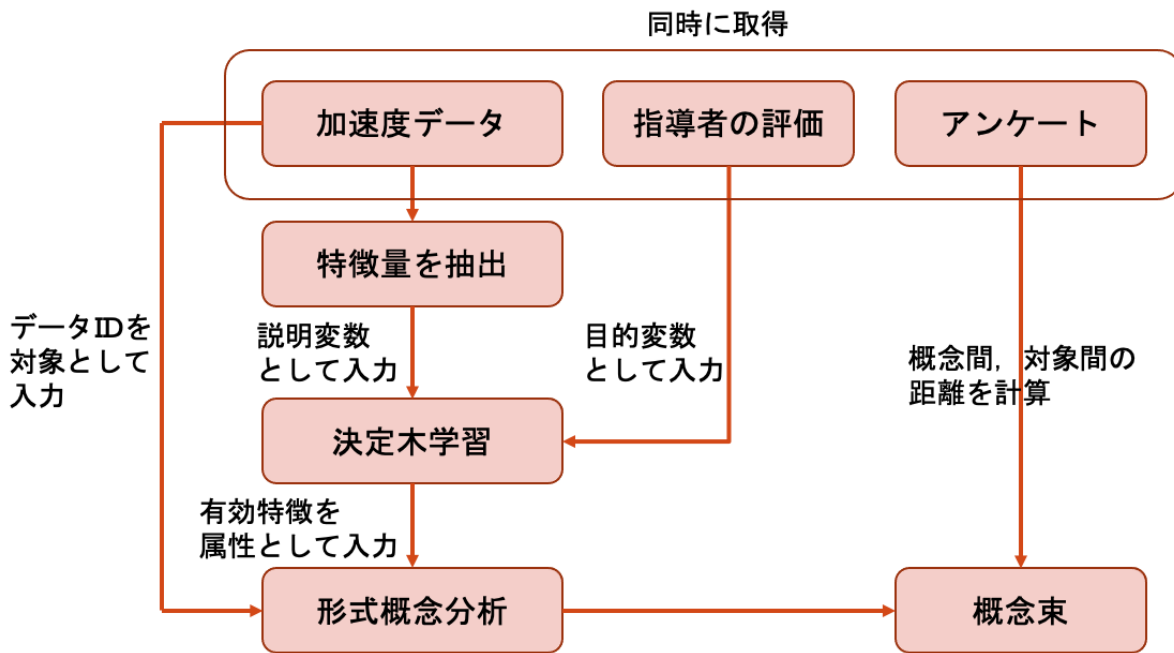 同時に取得
加速度データ
指導者の評価
アンケート
特徴量を抽出
データIDを
対象として
入力
説明変数
として入力
目的変数
として入力
概念間，対象間の
距離を計算
決定木学習
有効特徴を
属性として入力
形式概念分析
概念束